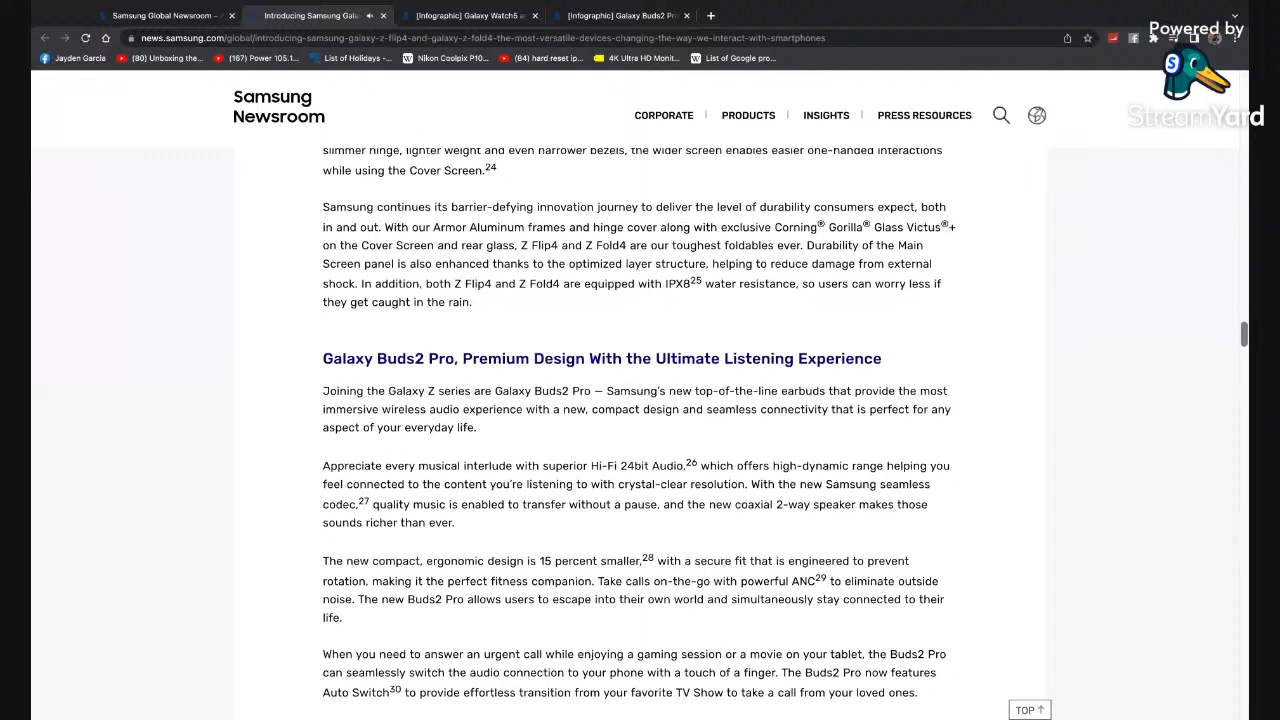 Samsung Global Newsroom –
Introducing Samsung Gala
[Infographic] Galaxy Watch5 a
[Infographic] Galaxy Buds2 Pr
news.samsung.com/global/introducing-samsung-galaxy-z-flip4-and-galaxy-z-fold4-the-most-versatile-devices-changing-the-way-we-interact-with-smartphones
Powered by
Jayden Garcia
(80) Unboxing the...
(167) Power 105.1...
List of Holidays -...
Nikon Coolpix P10...
(84) hard reset ip...
4K Ultra HD Monit...
List of Google pro...
S
StreamYard
Samsung
Newsroom
CORPORATE
PRODUCTS
INSIGHTS
PRESS RESOURCES
slimmer hinge, lighter weight and even narrower bezels, the wider screen enables easier one-handed interactions
while using the Cover Screen.24
Samsung continues its barrier-defying innovation journey to deliver the level of durability consumers expect, both
in and out. With our Armor Aluminum frames and hinge cover along with exclusive Corning® Gorilla® Glass Victus®+
on the Cover Screen and rear glass, Z Flip4 and Z Fold4 are our toughest foldables ever. Durability of the Main
Screen panel is also enhanced thanks to the optimized layer structure, helping to reduce damage from external
shock. In addition, both Z Flip4 and Z Fold4 are equipped with IPX825 water resistance, so users can worry less if
they get caught in the rain.
Galaxy Buds2 Pro, Premium Design With the Ultimate Listening Experience
Joining the Galaxy Z series are Galaxy Buds2 Pro — Samsung's new top-of-the-line earbuds that provide the most
immersive wireless audio experience with a new, compact design and seamless connectivity that is perfect for any
aspect of your everyday life.
Appreciate every musical interlude with superior Hi-Fi 24bit Audio,26 which offers high-dynamic range helping you
feel connected to the content you're listening to with crystal-clear resolution. With the new Samsung seamless
codec,27 quality music is enabled to transfer without a pause, and the new coaxial 2-way speaker makes those
sounds richer than ever.
The new compact, ergonomic design is 15 percent smaller,28 with a secure fit that is engineered to prevent
rotation, making it the perfect fitness companion. Take calls on-the-go with powerful ANC29 to eliminate outside
noise. The new Buds2 Pro allows users to escape into their own world and simultaneously stay connected to their
life.
When you need to answer an urgent call while enjoying a gaming session or a movie on your tablet, the Buds2 Pro
can seamlessly switch the audio connection to your phone with a touch of a finger. The Buds2 Pro now features
Auto Switch30 to provide effortless transition from your favorite TV Show to take a call from your loved ones.
TOP ↑